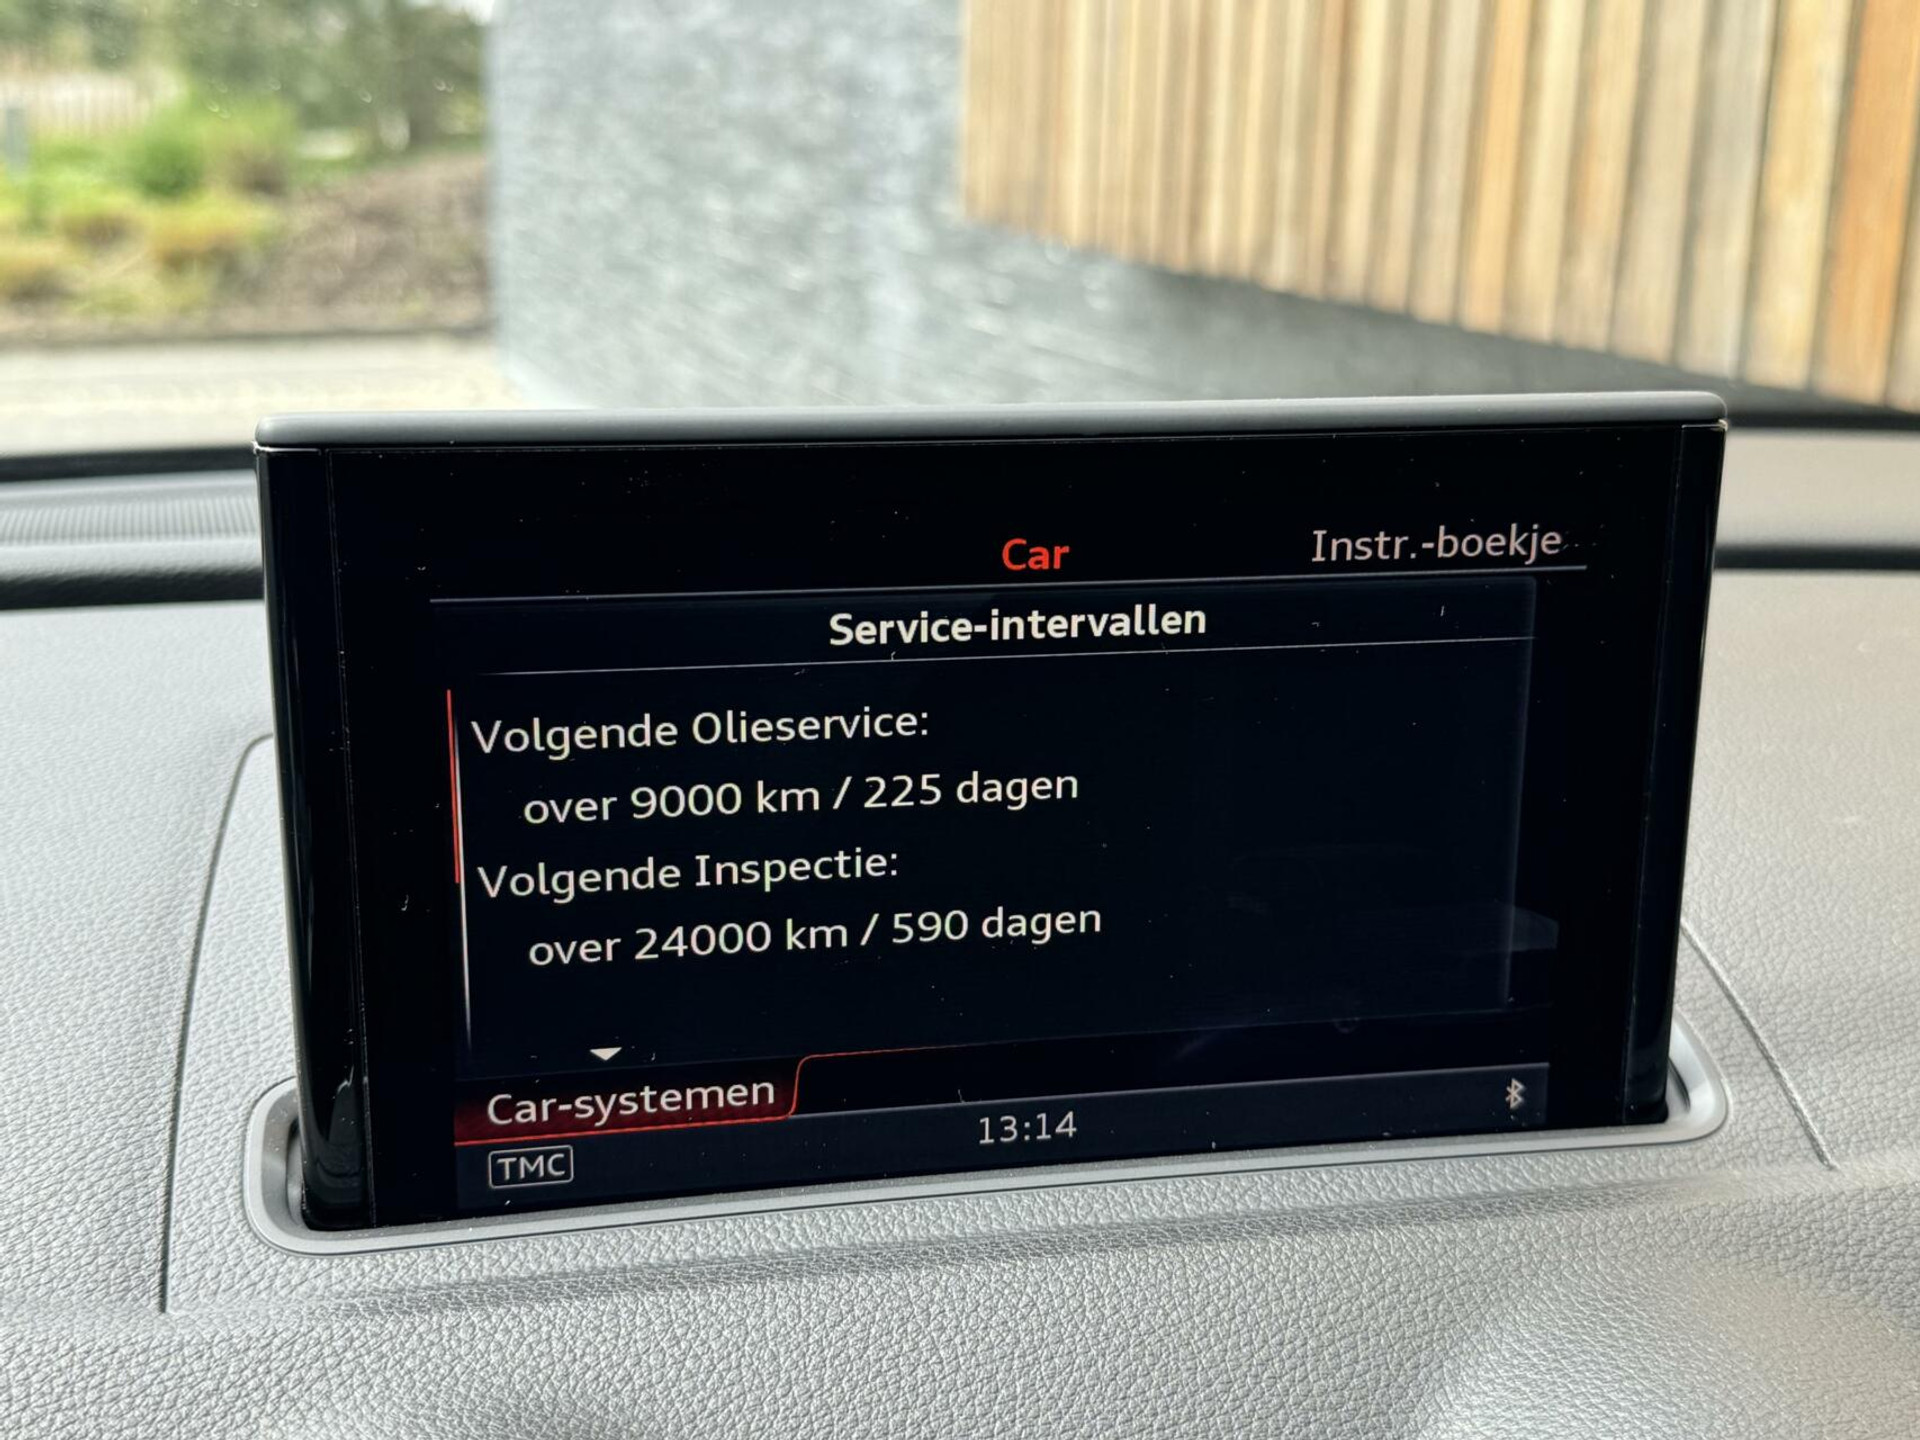 Car
Instr.-boekje
Service-intervallen
Volgende Olieservice:
over 9000 km / 225 dagen
Volgende Inspectie:
over 24000 km / 590 dagen
Car-systemen
13:14
TMC